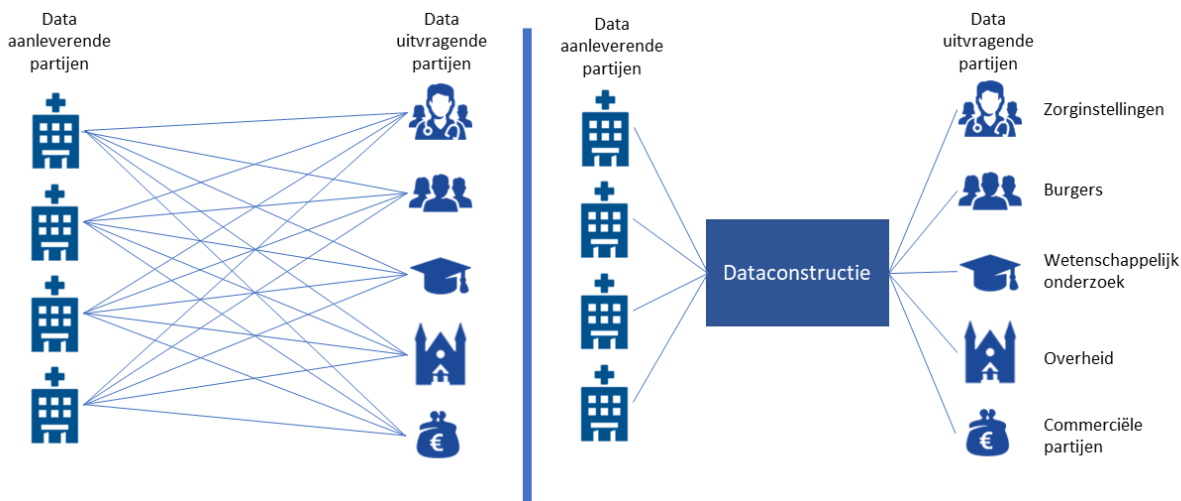 Data
aanleverende
partijen
Data
uitvragende
partijen
Data
aanleverende
partijen
Data
uitvragende
partijen
Zorginstellingen
Burgers
Dataconstructie
Wetenschappelijk
onderzoek
Overheid
Commerciële
partijen
€
€